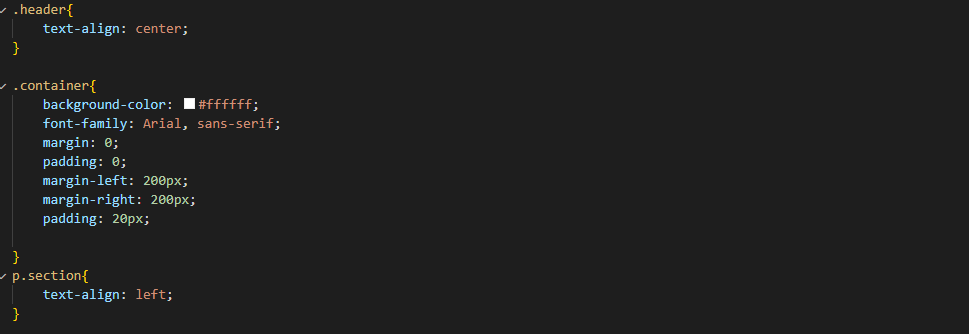 .header{
    text-align: center;
}
.container{
    background-color: #ffffff;
    font-family: Arial, sans-serif;
    margin: 0;
    padding: 0;
    margin-left: 200px;
    margin-right: 200px;
    padding: 20px;
}
p.section{
    text-align: left;
}